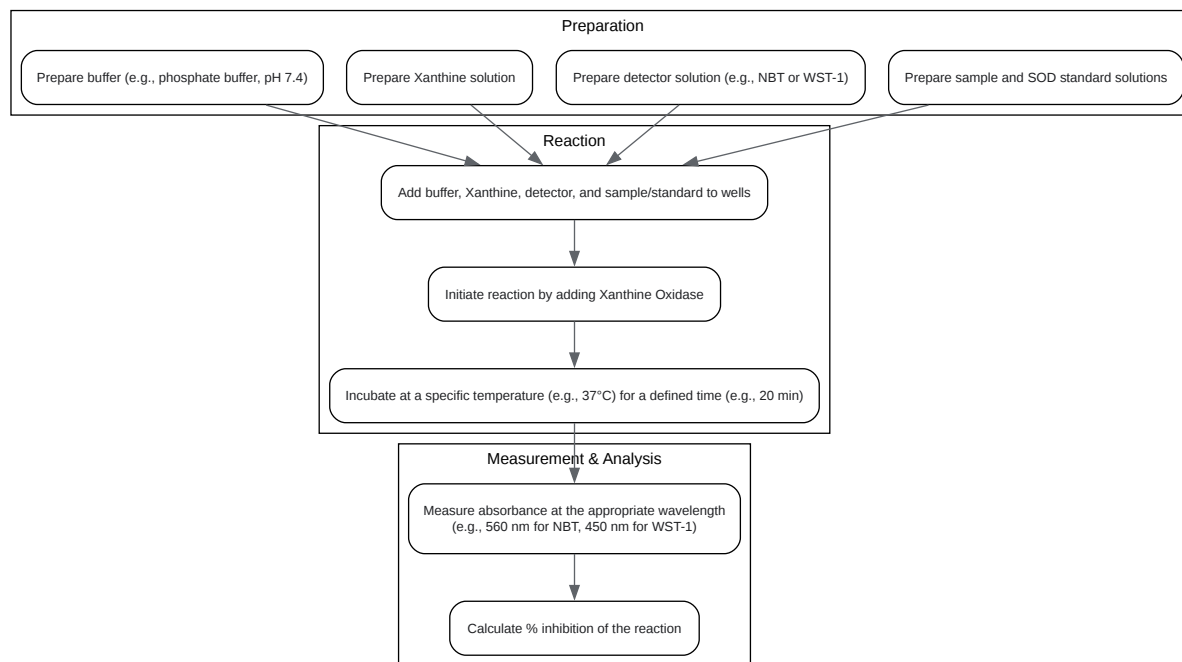 Preparation
Prepare buffer (e.g., phosphate buffer, pH 7.4)
Prepare Xanthine solution
Prepare detector solution (e.g., NBT or WST-1)
Prepare sample and SOD standard solutions
Reaction
Add buffer, Xanthine, detector, and sample/standard to wells
Initiate reaction by adding Xanthine Oxidase
Incubate at a specific temperature (e.g., 37°C) for a defined time (e.g., 20 min)
Measurement & Analysis
Measure absorbance at the appropriate wavelength
(e.g., 560 nm for NBT, 450 nm for WST-1)
Calculate % inhibition of the reaction